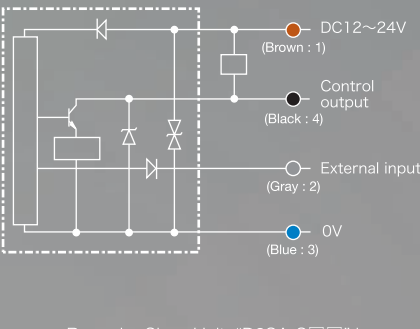 DC12～24V
(Brown : 1)
Control
output
(Black : 4)
External input
(Gray : 2)
0V
(Blue : 3)